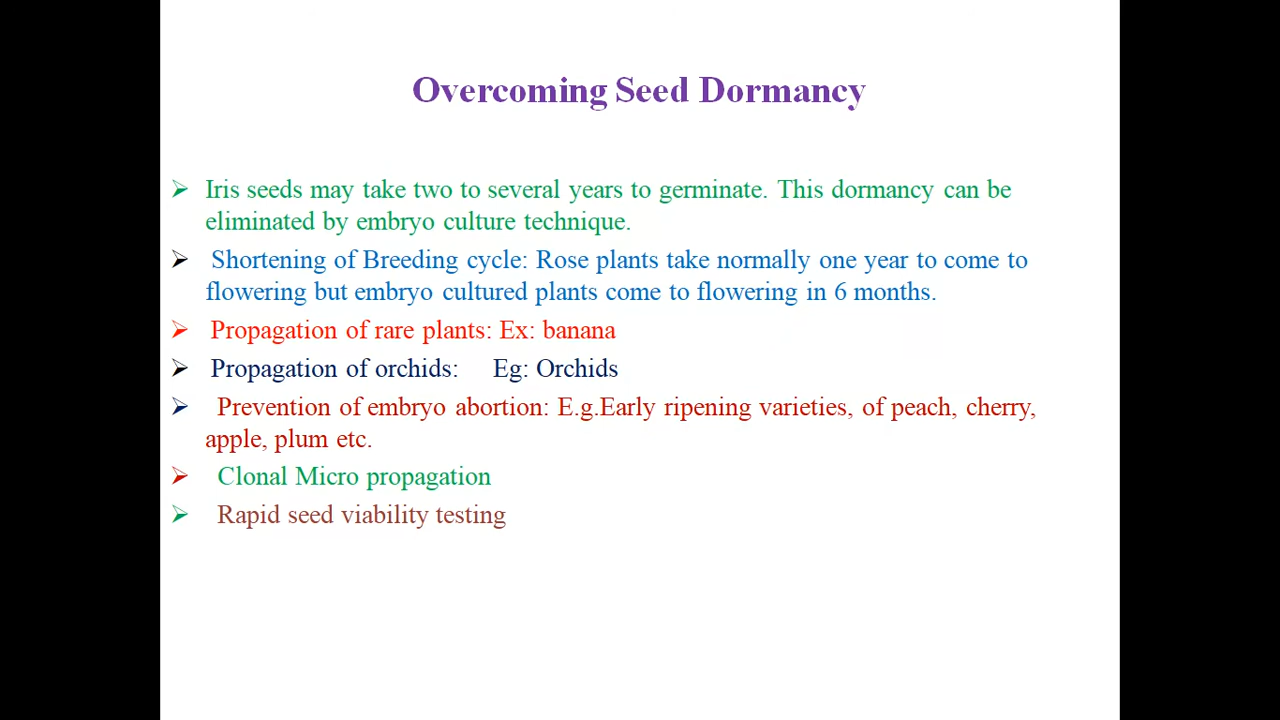 Overcoming Seed Dormancy
Iris seeds may take two to several years to germinate. This dormancy can be
eliminated by embryo culture technique.
Shortening of Breeding cycle: Rose plants take normally one year to come to
flowering but embryo cultured plants come to flowering in 6 months.
Propagation of rare plants: Ex: banana
Propagation of orchids: Eg: Orchids
Prevention of embryo abortion: E.g.Early ripening varieties, of peach, cherry,
apple, plum etc.
Clonal Micro propagation
Rapid seed viability testing